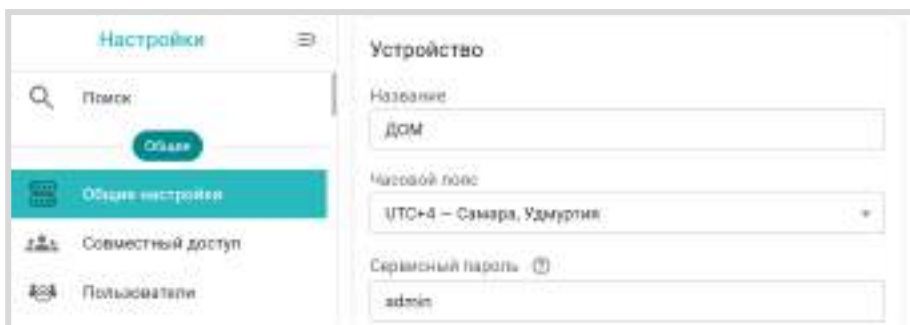 Настройки
Поиск
Общие
Общие настройки
Совместный доступ
Пользователи
Устройство
Название
ДОМ
Часовой пояс
UTC+4 — Самара, Удмуртия
Сервисный пароль
admin